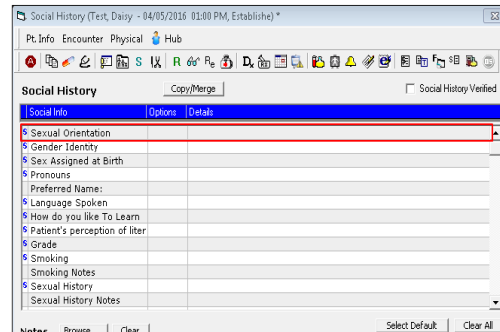 Social History (Test, Daisy - 04/05/2016 01:00 PM, Establishe) *
Pt. Info Encounter Physical Hub
S R Re D
Social History Copy/Merge Social History Verified
Social Info Options Details
S Sexual Orientation
S Gender Identity
S Sex Assigned at Birth
S Pronouns
Preferred Name:
S Language Spoken
S How do you like To Learn
S Patient's perception of liter
S Grade
S Smoking
Smoking Notes
S Sexual History
Sexual History Notes
Notes Browse... Clear Select Default Clear All